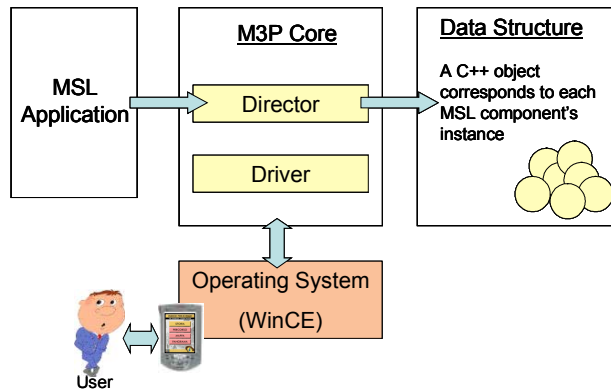 MSL
Application
M3P Core
Director
Driver
Data Structure
A C++ object
corresponds to each
MSL component's
instance
Operating System
(WinCE)
User